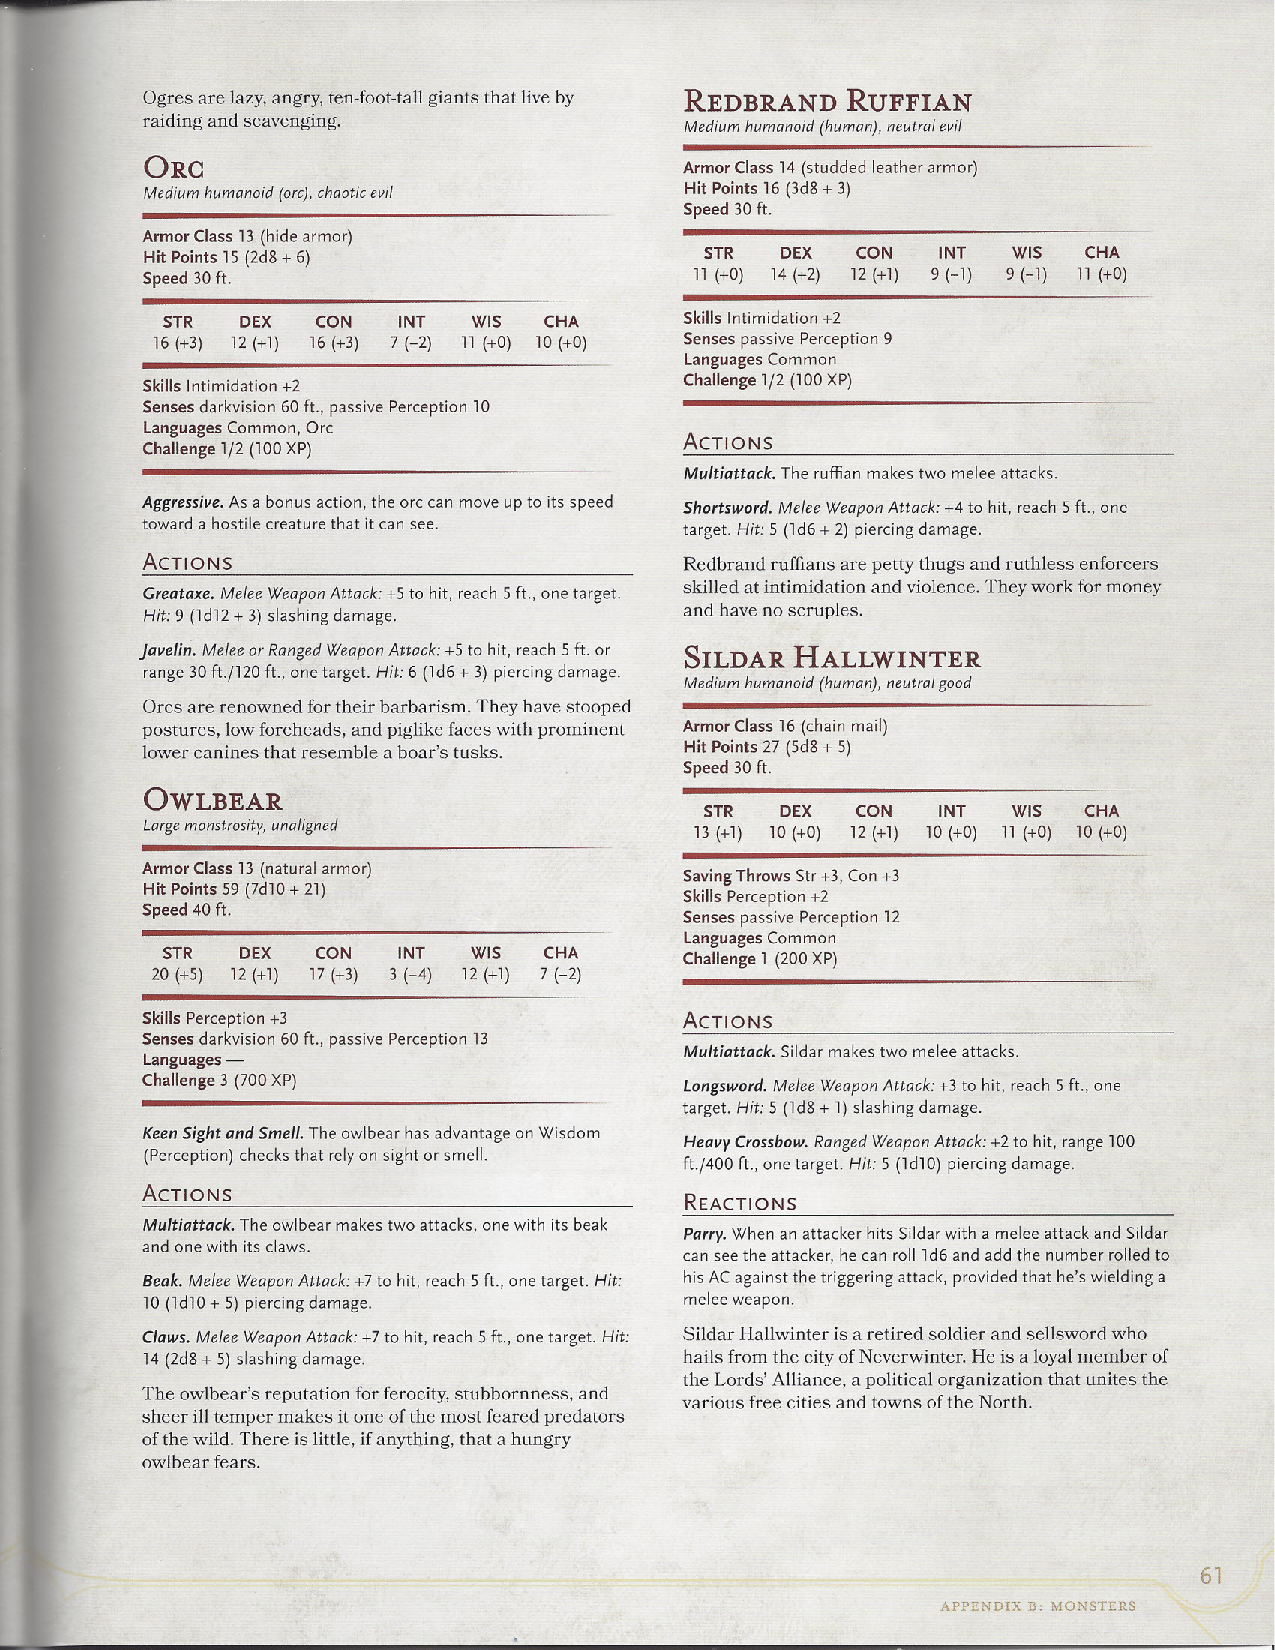 Ogres are lazy, angry, ten-foot-tall giants that live by
raiding and scavenging.
ORC
Medium humanoid (orc), chaotic evil
Armor Class 13 (hide armor)
Hit Points 15 (2d8 + 6)
Speed 30 ft.
STR DEX CON INT WIS CHA
16 (+3) 12 (+1) 16 (+3) 7 (−2) 11 (+0) 10 (+0)
Skills Intimidation +2
Senses darkvision 60 ft., passive Perception 10
Languages Common, Orc
Challenge 1/2 (100 XP)
Aggressive. As a bonus action, the orc can move up to its speed
toward a hostile creature that it can see.
ACTIONS
Greataxe. Melee Weapon Attack: +5 to hit, reach 5 ft., one target.
Hit: 9 (1d12 + 3) slashing damage.
Javelin. Melee or Ranged Weapon Attack: +5 to hit, reach 5 ft. or
range 30 ft./120 ft., one target. Hit: 6 (1d6 + 3) piercing damage.
Orcs are renowned for their barbarism. They have stooped
postures, low foreheads, and piglike faces with prominent
lower canines that resemble a boar's tusks.
OWLBEAR
Large monstrosity, unaligned
Armor Class 13 (natural armor)
Hit Points 59 (7d10 + 21)
Speed 40 ft.
STR DEX CON INT WIS CHA
20 (+5) 12 (+1) 17 (+3) 3 (−4) 12 (+1) 7 (−2)
Skills Perception +3
Senses darkvision 60 ft., passive Perception 13
Languages —
Challenge 3 (700 XP)
Keen Sight and Smell. The owlbear has advantage on Wisdom
(Perception) checks that rely on sight or smell.
ACTIONS
Multiattack. The owlbear makes two attacks, one with its beak
and one with its claws.
Beak. Melee Weapon Attack: +7 to hit, reach 5 ft., one target. Hit:
10 (1d10 + 5) piercing damage.
Claws. Melee Weapon Attack: +7 to hit, reach 5 ft., one target. Hit:
14 (2d8 + 5) slashing damage.
The owlbear's reputation for ferocity, stubbornness, and
sheer ill temper makes it one of the most feared predators
of the wild. There is little, if anything, that a hungry
owlbear fears.
REDBRAND RUFFIAN
Medium humanoid (human), neutral evil
Armor Class 14 (studded leather armor)
Hit Points 16 (3d8 + 3)
Speed 30 ft.
STR DEX CON INT WIS CHA
11 (+0) 14 (+2) 12 (+1) 9 (−1) 9 (−1) 11 (+0)
Skills Intimidation +2
Senses passive Perception 9
Languages Common
Challenge 1/2 (100 XP)
ACTIONS
Multiattack. The ruffian makes two melee attacks.
Shortsword. Melee Weapon Attack: +4 to hit, reach 5 ft., one
target. Hit: 5 (1d6 + 2) piercing damage.
Redbrand ruffians are petty thugs and ruthless enforcers
skilled at intimidation and violence. They work for money
and have no scruples.
SILDAR HALLWINTER
Medium humanoid (human), neutral good
Armor Class 16 (chain mail)
Hit Points 27 (5d8 + 5)
Speed 30 ft.
STR DEX CON INT WIS CHA
13 (+1) 10 (+0) 12 (+1) 10 (+0) 11 (+0) 10 (+0)
Saving Throws Str +3, Con +3
Skills Perception +2
Senses passive Perception 12
Languages Common
Challenge 1 (200 XP)
ACTIONS
Multiattack. Sildar makes two melee attacks.
Longsword. Melee Weapon Attack: +3 to hit, reach 5 ft., one
target. Hit: 5 (1d8 + 1) slashing damage.
Heavy Crossbow. Ranged Weapon Attack: +2 to hit, range 100
ft./400 ft., one target. Hit: 5 (1d10) piercing damage.
REACTIONS
Parry. When an attacker hits Sildar with a melee attack and Sildar
can see the attacker, he can roll 1d6 and add the number rolled to
his AC against the triggering attack, provided that he's wielding a
melee weapon.
Sildar Hallwinter is a retired soldier and sellsword who
hails from the city of Neverwinter. He is a loyal member of
the Lords' Alliance, a political organization that unites the
various free cities and towns of the North.
61
APPENDIX B: MONSTERS